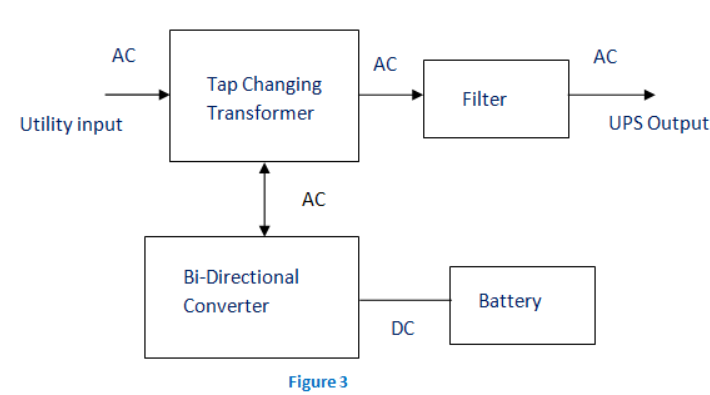 AC
Utility input
Tap Changing
Transformer
AC
Filter
AC
UPS Output
AC
Bi-Directional
Converter
DC
Battery
Figure 3